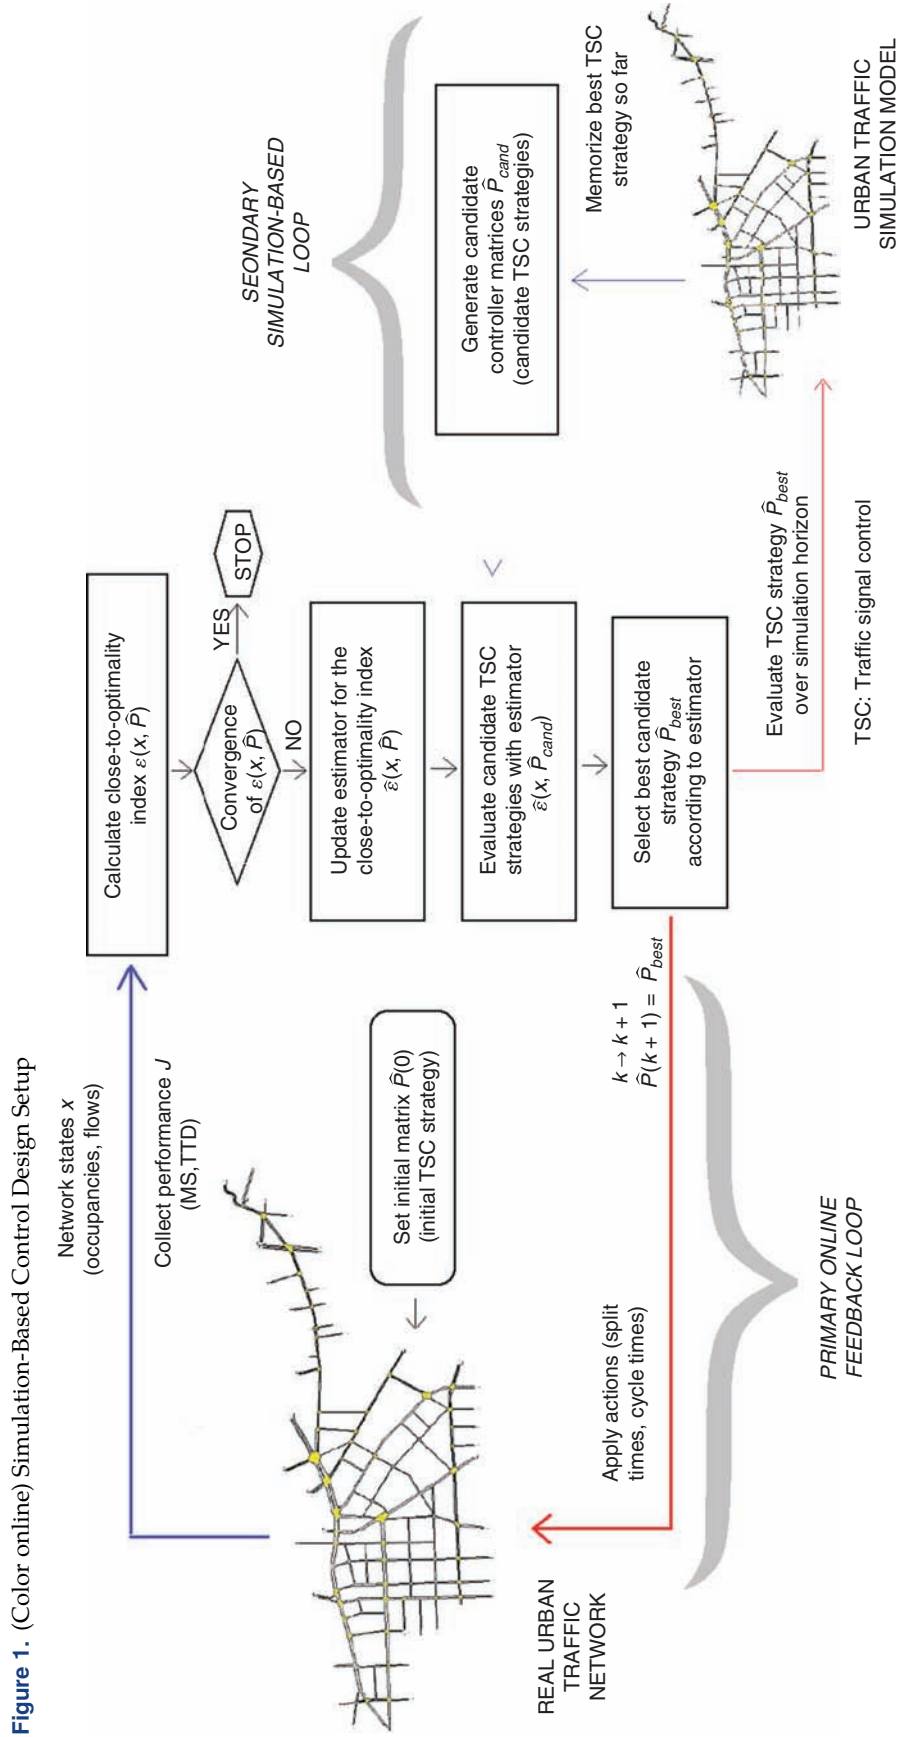 Figure 1. (Color online) Simulation-Based Control Design Setup
Network states x
(occupancies, flows)
Collect performance J
(MS,TTD)
Calculate close-to-optimality
index ε(x, P̂)
Convergence
of ε(x, P̂)
YES
STOP
NO
Update estimator for the
close-to-optimality index
ε̂(x, P̂)
Evaluate candidate TSC
strategies with estimator
ε̂(x, P̂cand)
Select best candidate
strategy P̂best
according to estimator
Set initial matrix P̂(0)
(initial TSC strategy)
k → k + 1
P̂(k + 1) = P̂best
Apply actions (split
times, cycle times)
REAL URBAN
TRAFFIC
NETWORK
PRIMARY ONLINE
FEEDBACK LOOP
SEONDARY
SIMULATION-BASED
LOOP
Generate candidate
controller matrices P̂cand
(candidate TSC strategies)
Memorize best TSC
strategy so far
Evaluate TSC strategy P̂best
over simulation horizon
URBAN TRAFFIC
SIMULATION MODEL
TSC: Traffic signal control